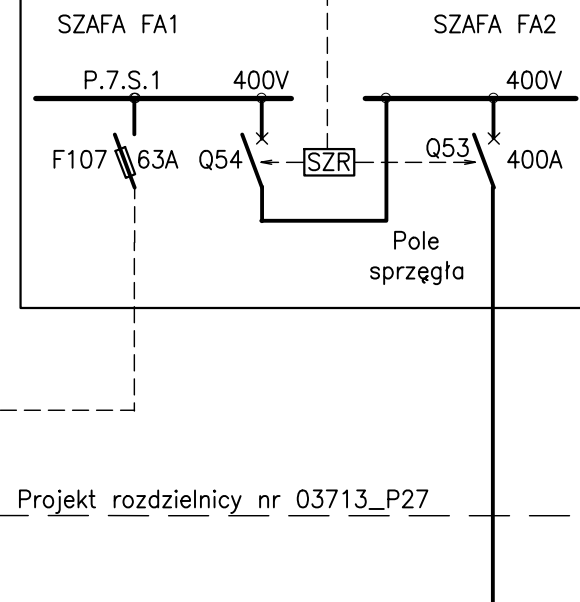 SZAFA FA1
SZAFA FA2
P.7.S.1
400V
400V
F107
63A
Q54
SZR
Q53
400A
Pole
sprzęgła
Projekt rozdzielnicy nr 03713_P27